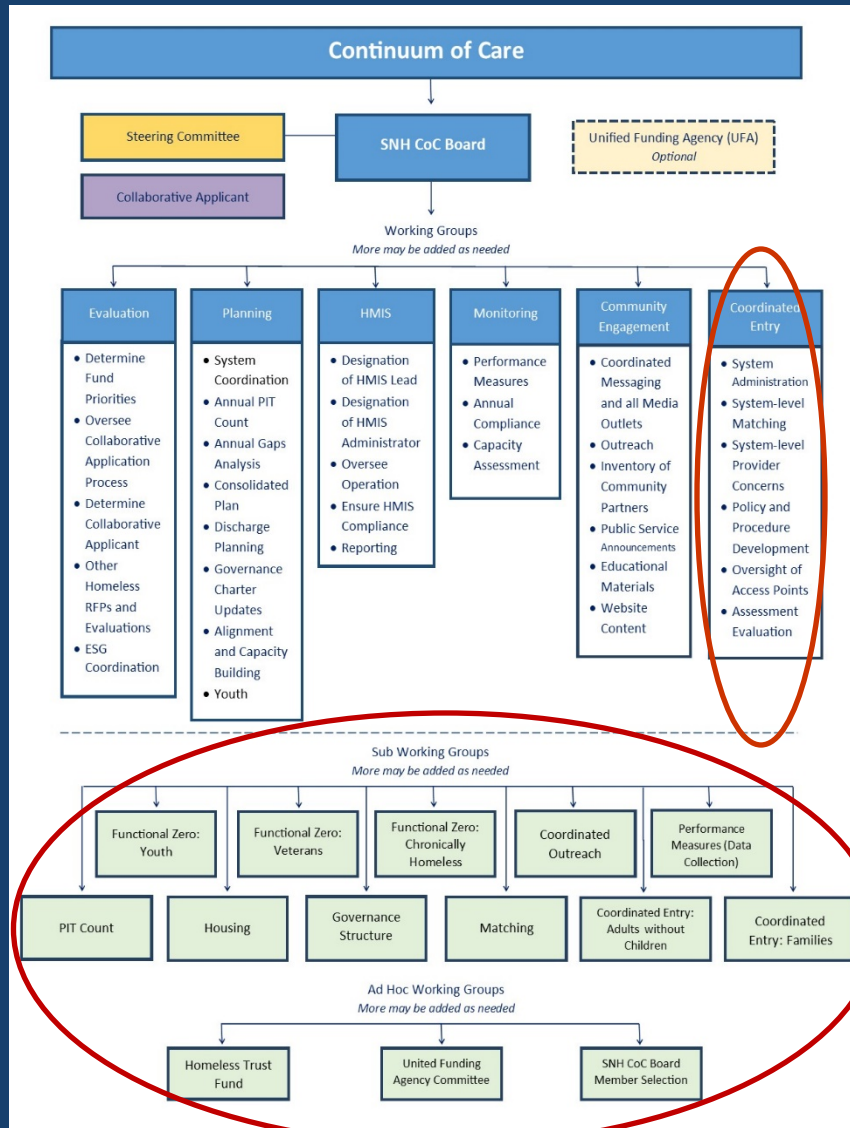 Continuum of Care
Steering Committee
SNH CoC Board
Unified Funding Agency (UFA)
Optional
Collaborative Applicant
Working Groups
More may be added as needed
Evaluation
• Determine
Fund
Priorities
• Oversee
Collaborative
Application
Process
• Determine
Collaborative
Applicant
• Other
Homeless
RFPs and
Evaluations
• ESG
Coordination
Planning
• System
Coordination
• Annual PIT
Count
• Annual Gaps
Analysis
• Consolidated
Plan
• Discharge
Planning
• Governance
Charter
Updates
• Alignment
and Capacity
Building
• Youth
HMIS
• Designation
of HMIS Lead
• Designation
of HMIS
Administrator
• Oversee
Operation
• Ensure HMIS
Compliance
• Reporting
Monitoring
• Performance
Measures
• Annual
Compliance
• Capacity
Assessment
Community
Engagement
• Coordinated
Messaging
and all Media
Outlets
• Outreach
• Inventory of
Community
Partners
• Public Service
Announcements
• Educational
Materials
• Website
Content
Coordinated
Entry
• System
Administration
• System-level
Matching
• System-level
Provider
Concerns
• Policy and
Procedure
Development
• Oversight of
Access Points
• Assessment
Evaluation
Sub Working Groups
More may be added as needed
Functional Zero:
Youth
Functional Zero:
Veterans
Functional Zero:
Chronically
Homeless
Coordinated
Outreach
Performance
Measures (Data
Collection)
PIT Count
Housing
Governance
Structure
Matching
Coordinated Entry:
Adults without
Children
Coordinated
Entry: Families
Ad Hoc Working Groups
More may be added as needed
Homeless Trust
Fund
United Funding
Agency Committee
SNH CoC Board
Member Selection